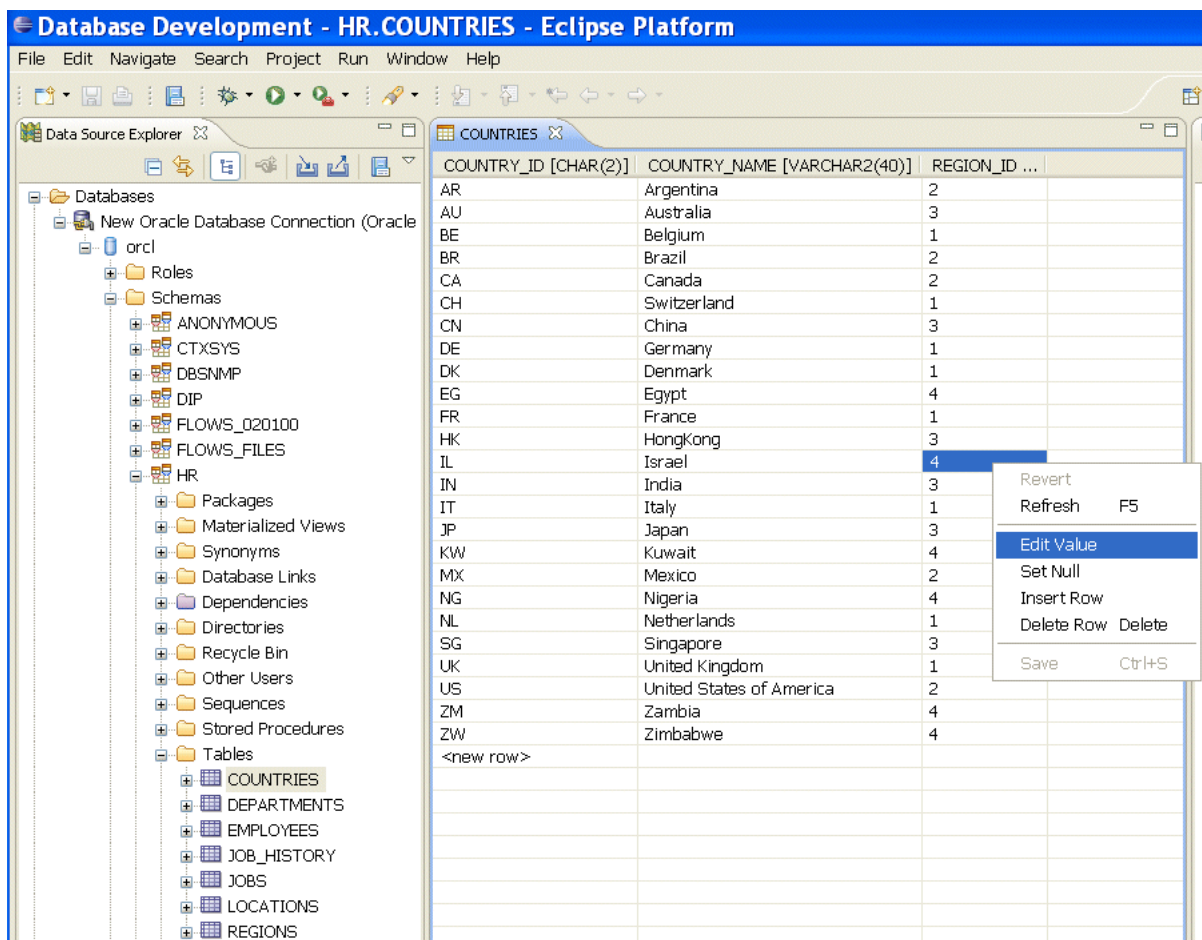 Database Development - HR.COUNTRIES - Eclipse Platform
File Edit Navigate Search Project Run Window Help
Data Source Explorer
Databases
New Oracle Database Connection (Oracle
orcl
Roles
Schemas
ANONYMOUS
CTXSYS
DBSNMP
DIP
FLOWS_020100
FLOWS_FILES
HR
Packages
Materialized Views
Synonyms
Database Links
Dependencies
Directories
Recycle Bin
Other Users
Sequences
Stored Procedures
Tables
COUNTRIES
DEPARTMENTS
EMPLOYEES
JOB_HISTORY
JOBS
LOCATIONS
REGIONS
COUNTRIES
COUNTRY_ID [CHAR(2)] COUNTRY_NAME [VARCHAR2(40)] REGION_ID ...
AR Argentina 2
AU Australia 3
BE Belgium 1
BR Brazil 2
CA Canada 2
CH Switzerland 1
CN China 3
DE Germany 1
DK Denmark 1
EG Egypt 4
FR France 1
HK HongKong 3
IL Israel 4
IN India 3
IT Italy 1
JP Japan 3
KW Kuwait 4
MX Mexico 2
NG Nigeria 4
NL Netherlands 1
SG Singapore 3
UK United Kingdom 1
US United States of America 2
ZM Zambia 4
ZW Zimbabwe 4
<new row>
Revert
Refresh F5
Edit Value
Set Null
Insert Row
Delete Row Delete
Save Ctrl+S